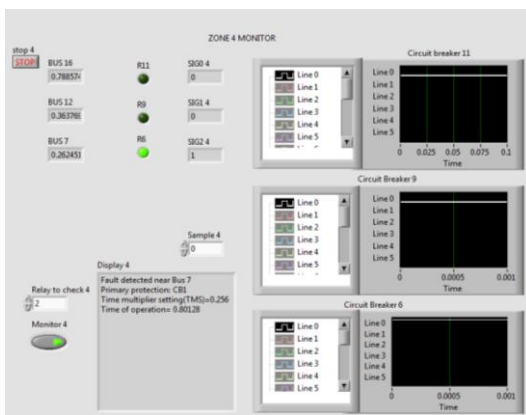 ZONE 4 MONITOR
stop 4
STOP
BUS 16
0.788574
R11
SIG0 4
0
BUS 12
0.363769
R9
SIG1 4
0
BUS 7
0.262451
R6
SIG2 4
1
Sample 4
0
Display 4
Fault detected near Bus 7
Primary protection: CB1
Time multiplier setting(TMS)=0.256
Time of operation= 0.80128
Relay to check 4
2
Monitor 4
Circuit breaker 11
Line 0
Line 1
Line 2
Line 3
Line 4
Line 5
Line 0
Line 1
Line 2
Line 3
Line 4
Line 5
0 0.025 0.05 0.075 0.1
Time
Circuit Breaker 9
Line 0
Line 1
Line 2
Line 3
Line 4
Line 5
Line 0
Line 1
Line 2
Line 3
Line 4
Line 5
0 0.0005 0.001
Time
Circuit Breaker 6
Line 0
Line 1
Line 2
Line 3
Line 4
Line 5
Line 0
Line 1
Line 2
Line 3
Line 4
Line 5
0 0.0005 0.001
Time